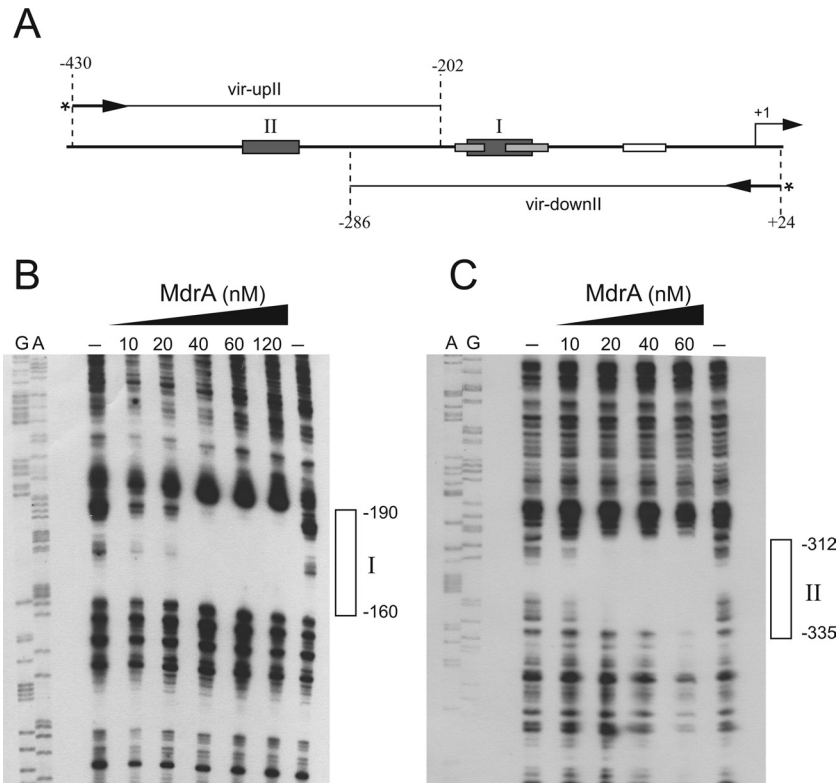 A
-430
-202
vir-upII
*
II
I
+1
vir-downII
*
-286
+24
B
MdrA (nM)
G A – 10 20 40 60 120 –
-190
I
-160
C
MdrA (nM)
A G – 10 20 40 60 –
-312
II
-335